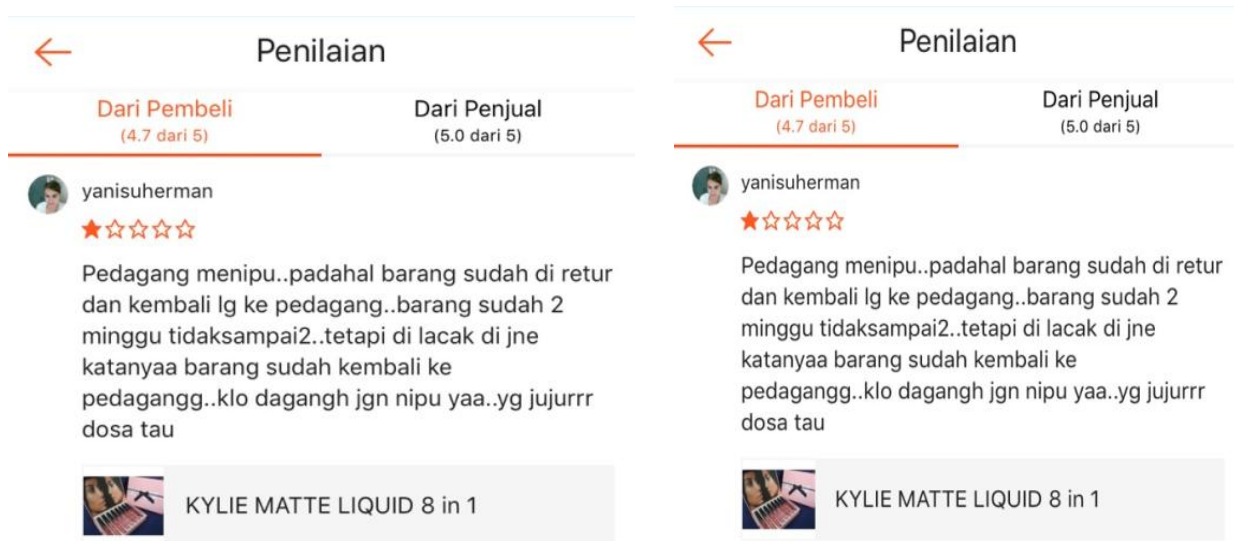 Penilaian
Dari Pembeli
(4.7 dari 5)
Dari Penjual
(5.0 dari 5)
yanisuherman
Pedagang menipu..padahal barang sudah di retur
dan kembali lg ke pedagang..barang sudah 2
minggu tidaksampai2..tetapi di lacak di jne
katanyaa barang sudah kembali ke
pedagangg..klo dagangh jgn nipu yaa..yg jujurrr
dosa tau
KYLIE MATTE LIQUID 8 in 1
Penilaian
Dari Pembeli
(4.7 dari 5)
Dari Penjual
(5.0 dari 5)
yanisuherman
Pedagang menipu..padahal barang sudah di retur
dan kembali lg ke pedagang..barang sudah 2
minggu tidaksampai2..tetapi di lacak di jne
katanyaa barang sudah kembali ke
pedagangg..klo dagangh jgn nipu yaa..yg jujurrr
dosa tau
KYLIE MATTE LIQUID 8 in 1